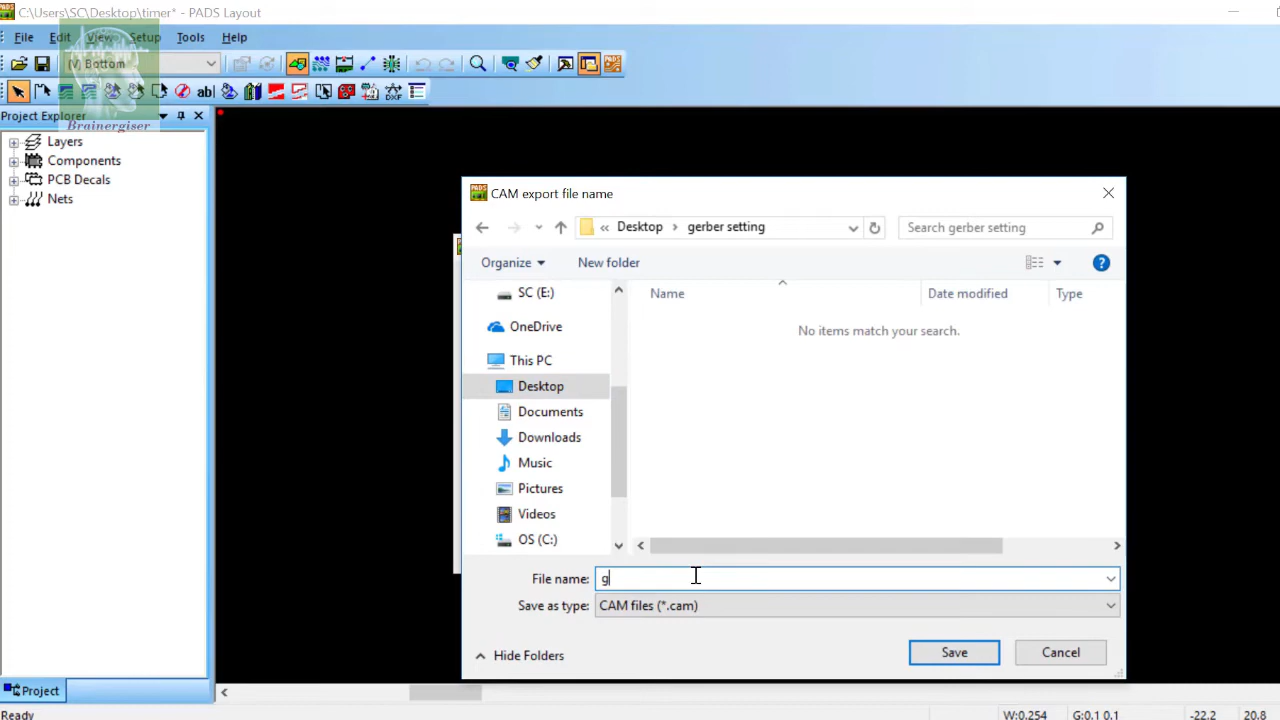 C:\Users\SC\Desktop\timer* - PADS Layout
File Edit View Setup Tools Help
(V) Bottom
ab|
DXF
Brainergiser
Project Explorer
Layers
Components
PCB Decals
Nets
CAM export file name
« Desktop > gerber setting
Search gerber setting
Organize
New folder
Name
Date modified
Type
No items match your search.
SC (E:)
OneDrive
This PC
Desktop
Documents
Downloads
Music
Pictures
Videos
OS (C:)
File name: g
Save as type: CAM files (*.cam)
Hide Folders
Save
Cancel
Project
Ready
W:0.254
G:0.1 0.1
-22.2
20.8